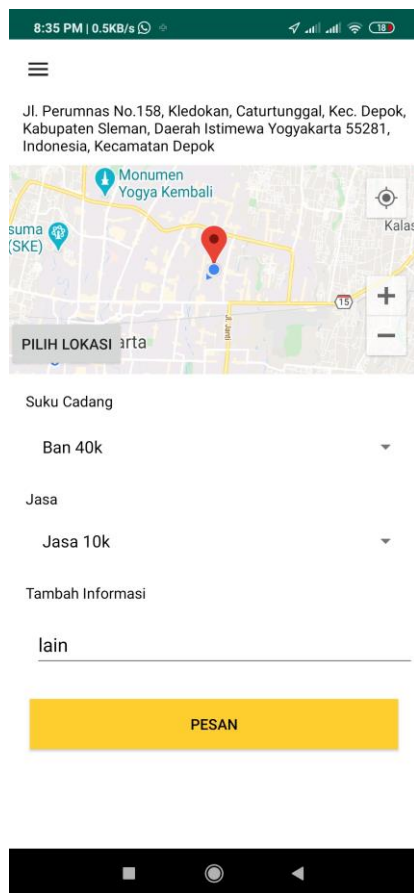 8:35 PM | 0.5KB/s
18
Jl. Perumnas No.158, Kledokan, Caturtunggal, Kec. Depok,
Kabupaten Sleman, Daerah Istimewa Yogyakarta 55281,
Indonesia, Kecamatan Depok
Monumen
Yogya Kembali
suma
(SKE)
Kalas
15
PILIH LOKASI
arta
Suku Cadang
Ban 40k
Jasa
Jasa 10k
Tambah Informasi
lain
PESAN